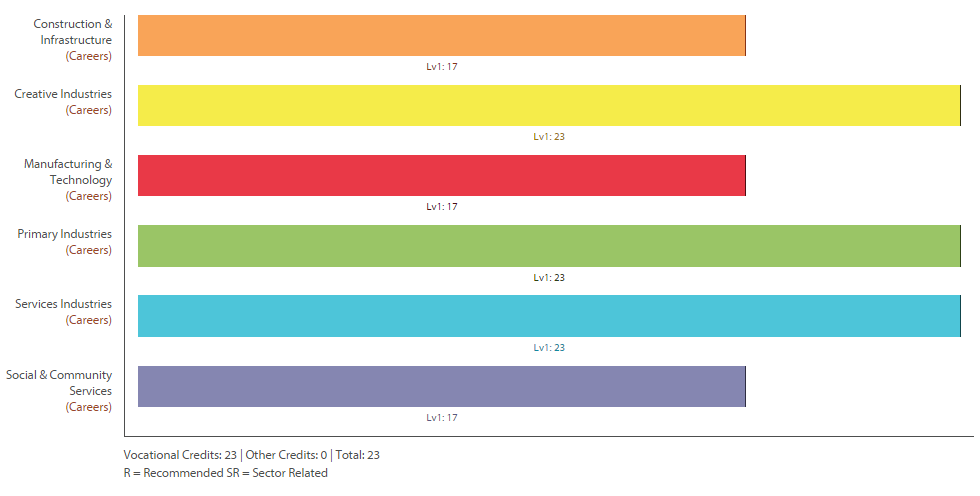 Construction &
Infrastructure
(Careers)
Lv1: 17
Creative Industries
(Careers)
Lv1: 23
Manufacturing &
Technology
(Careers)
Lv1: 17
Primary Industries
(Careers)
Lv1: 23
Services Industries
(Careers)
Lv1: 23
Social & Community
Services
(Careers)
Lv1: 17
Vocational Credits: 23 | Other Credits: 0 | Total: 23
R = Recommended SR = Sector Related